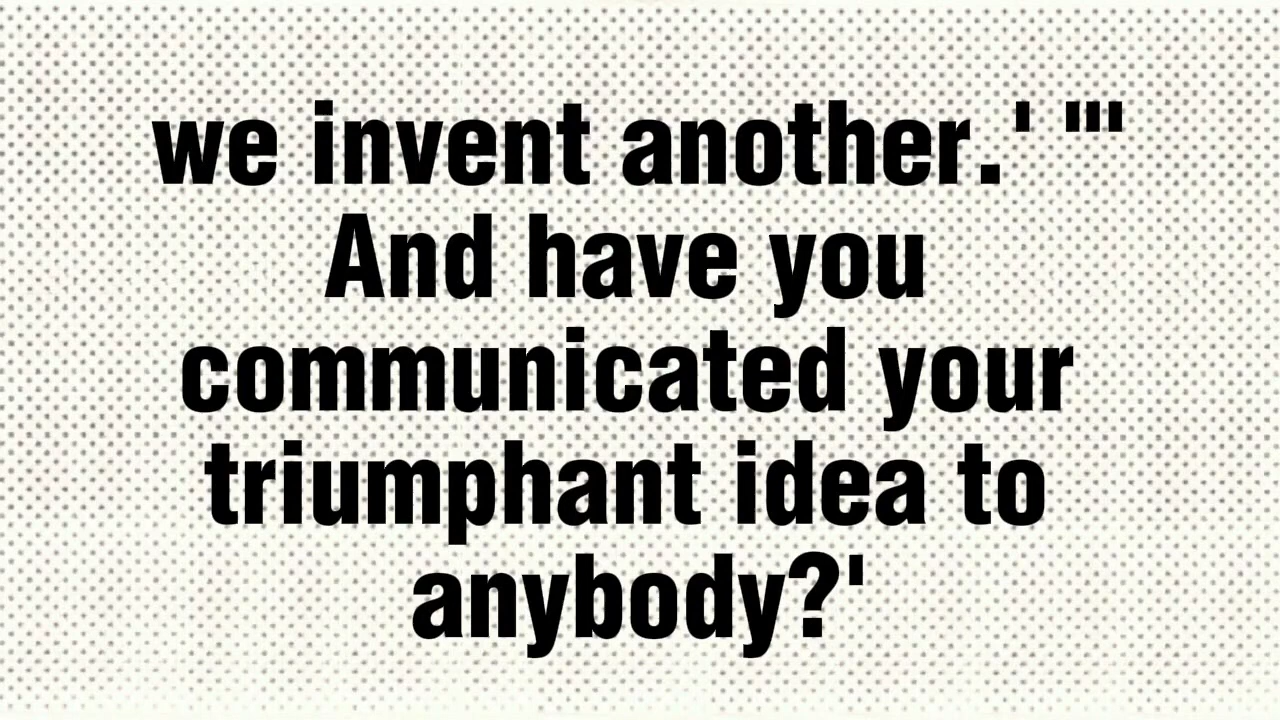 we invent another.' '"
And have you
communicated your
triumphant idea to
anybody?'